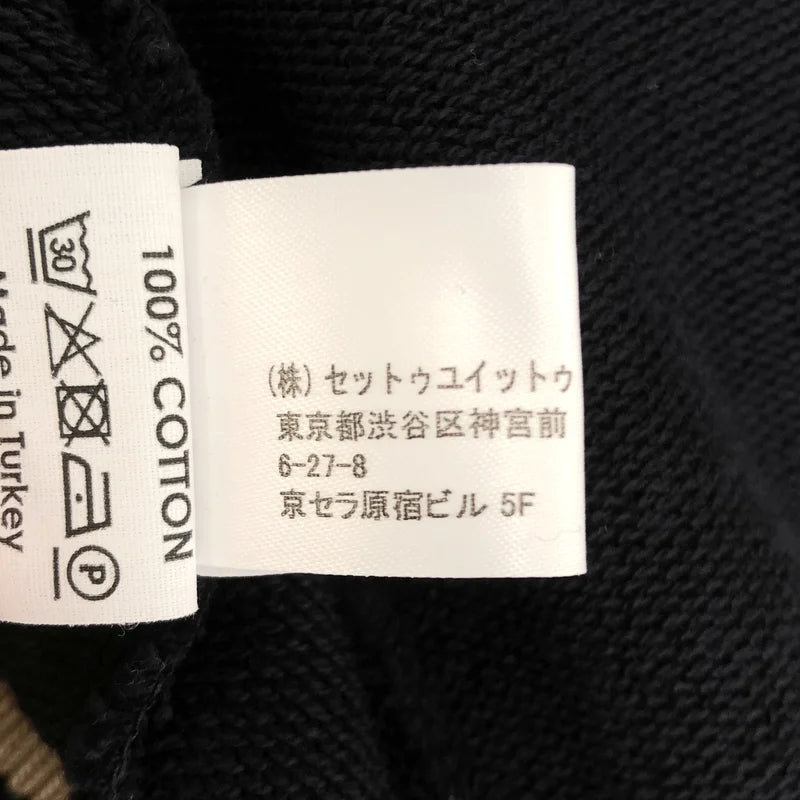 100% COTTON
30
P
Made in Turkey
(株)セットゥユイットゥ
東京都渋谷区神宮前
6-27-8
京セラ原宿ビル 5F